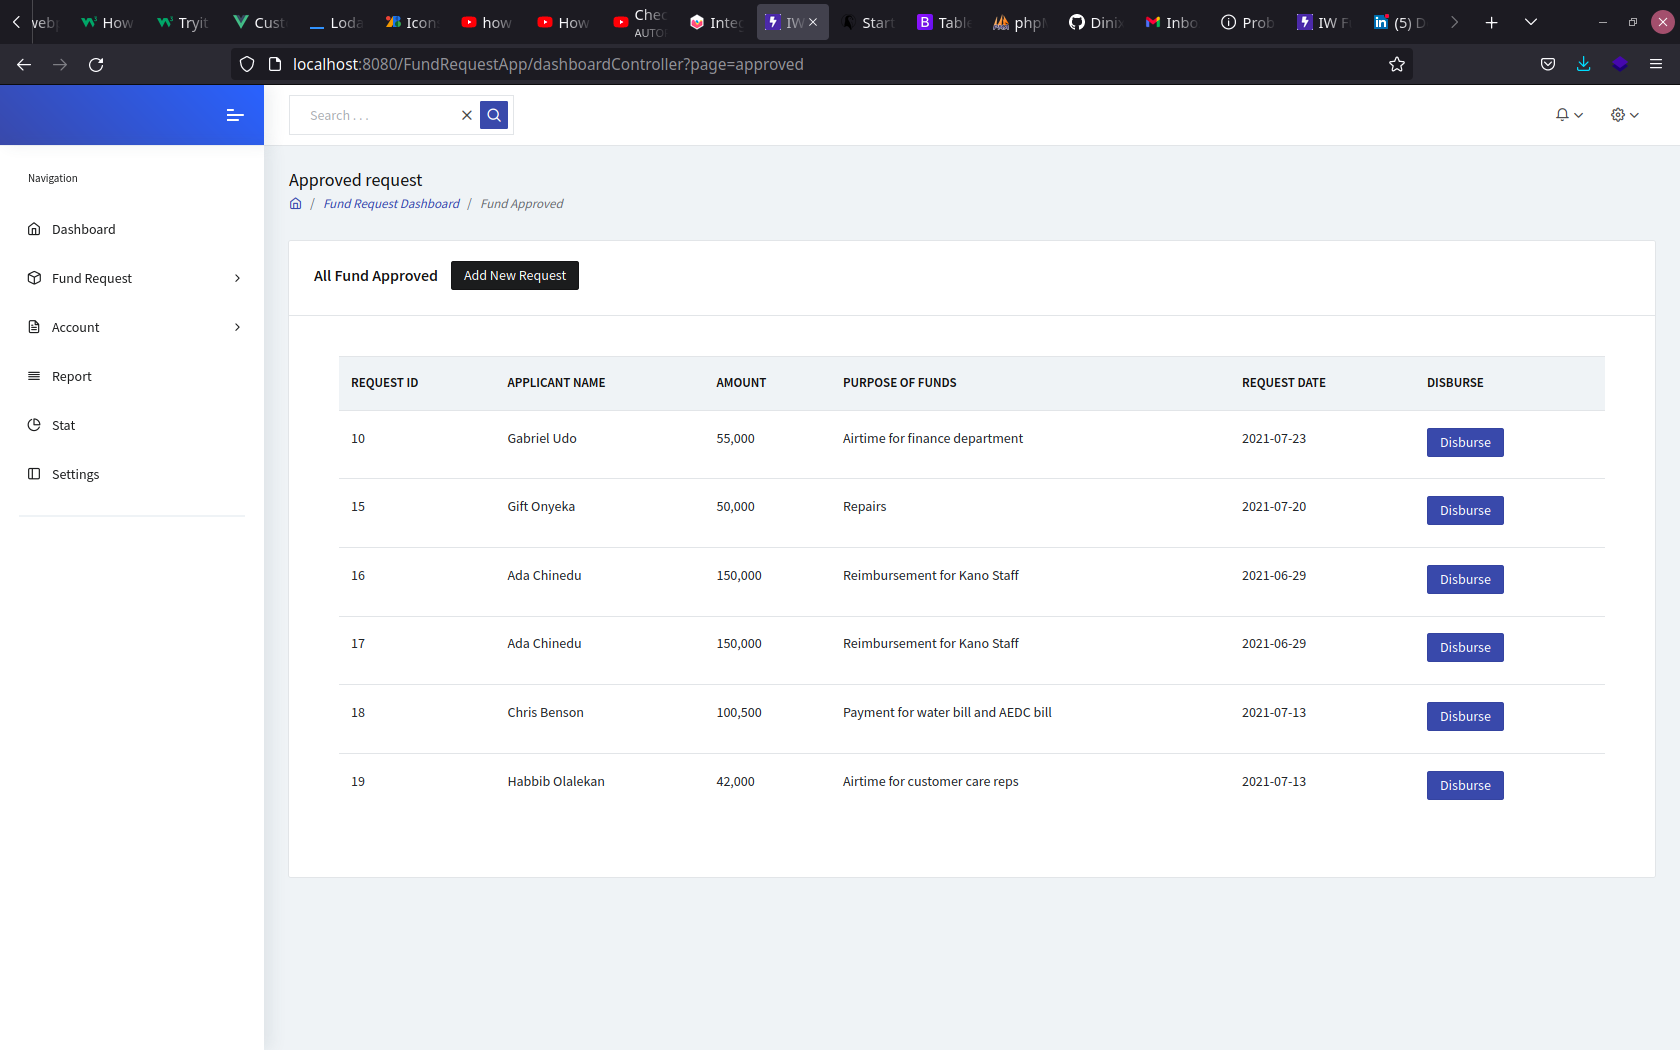 How
Tryit
Cust
Loda
Icon
how
How
Chec
AUTO
Integ
IW
Start
Table
php
Dinix
Inbo
Prob
IW F
(5) D
localhost:8080/FundRequestApp/dashboardController?page=approved
Search . . .
Navigation
Dashboard
Fund Request
Account
Report
Stat
Settings
Approved request
/ Fund Request Dashboard / Fund Approved
All Fund Approved Add New Request
REQUEST ID APPLICANT NAME AMOUNT PURPOSE OF FUNDS REQUEST DATE DISBURSE
10 Gabriel Udo 55,000 Airtime for finance department 2021-07-23 Disburse
15 Gift Onyeka 50,000 Repairs 2021-07-20 Disburse
16 Ada Chinedu 150,000 Reimbursement for Kano Staff 2021-06-29 Disburse
17 Ada Chinedu 150,000 Reimbursement for Kano Staff 2021-06-29 Disburse
18 Chris Benson 100,500 Payment for water bill and AEDC bill 2021-07-13 Disburse
19 Habbib Olalekan 42,000 Airtime for customer care reps 2021-07-13 Disburse